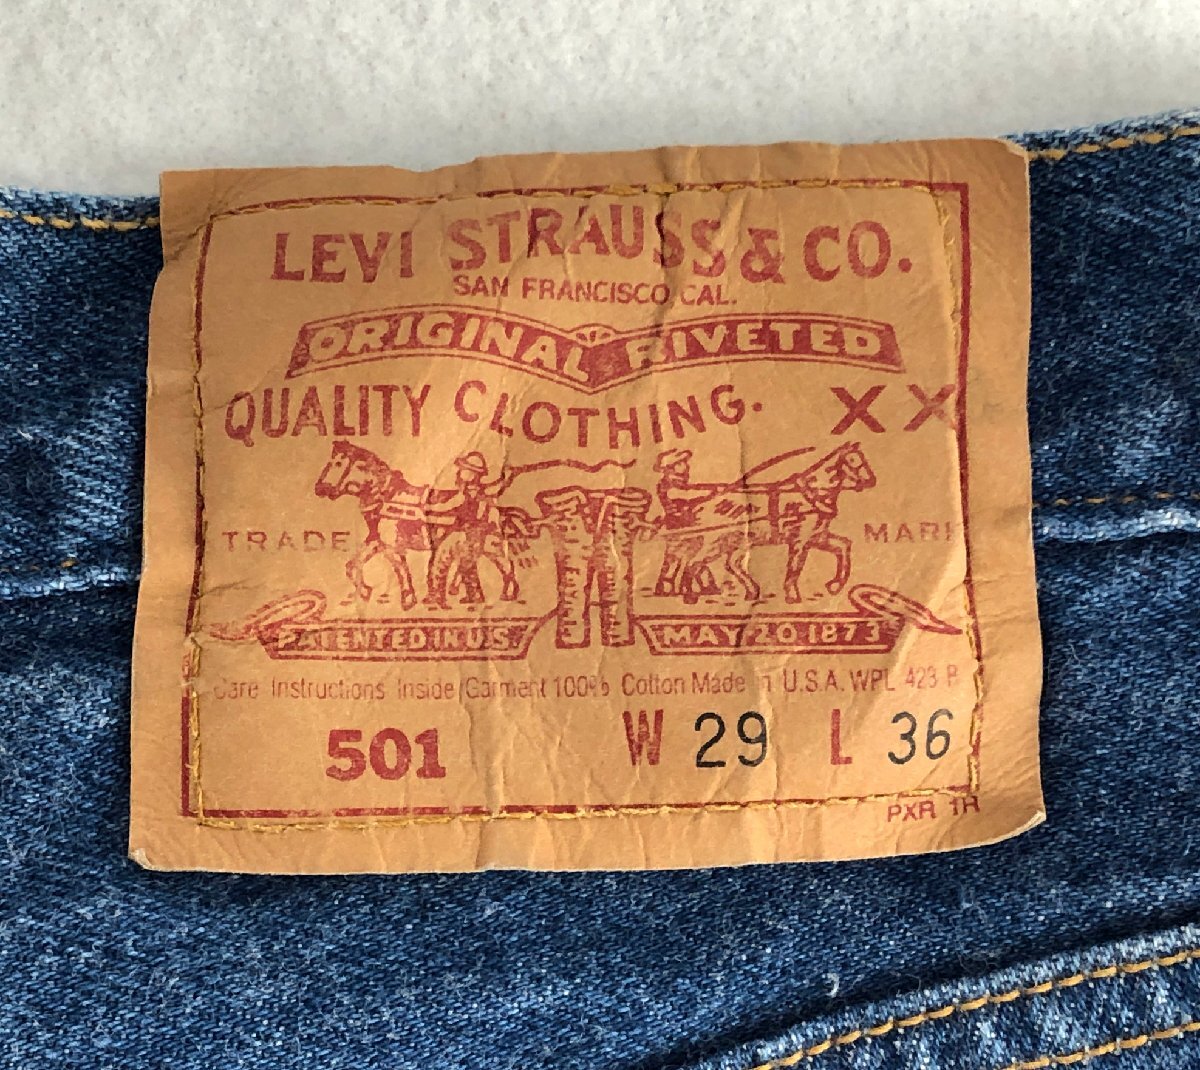 LEVI STRAUSS & CO.
SAN FRANCISCO, CAL.
ORIGINAL RIVETED
QUALITY CLOTHING. XX
TRADE MARK
PATENTED IN U.S. MAY 20 1873
Care Instructions Inside Garment 100% Cotton Made in U.S.A. WPL 423
501 W 29 L 36
PXR